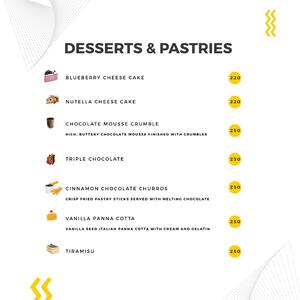 DESSERTS & PASTRIES
BLUEBERRY CHEESE CAKE 220
NUTELLA CHEESE CAKE 220
CHOCOLATE MOUSSE CRUMBLE 250
RICH, BUTTERY CHOCOLATE MOUSSE FINISHED WITH CRUMBLES
TRIPLE CHOCOLATE 250
CINNAMON CHOCOLATE CHURROS 250
CRISP FRIED PASTRY STICKS SERVED WITH MELTING CHOCOLATE
VANILLA PANNA COTTA 250
VANILLA SEED ITALIAN PANNA COTTA WITH CREAM AND GELATIN
TIRAMISU 250